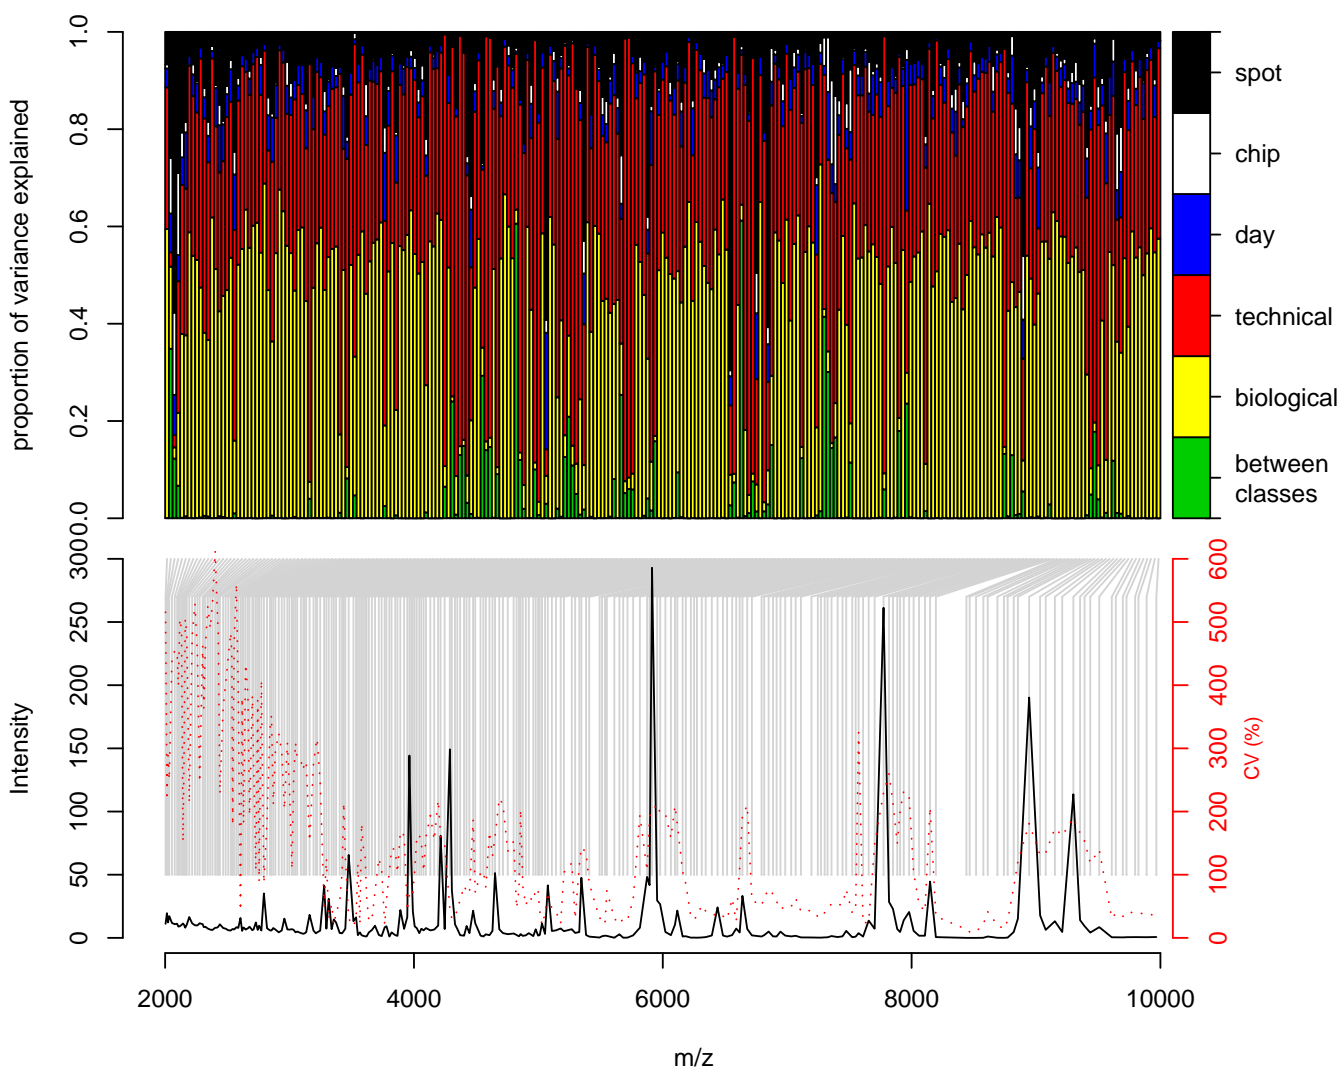 proportion of variance explained
1.0
0.8
0.6
0.4
0.2
0.0
spot
chip
day
technical
biological
between
classes
Intensity
300
250
200
150
100
50
0
600
500
400
300
200
100
0
CV (%)
2000 4000 6000 8000 10000
m/z